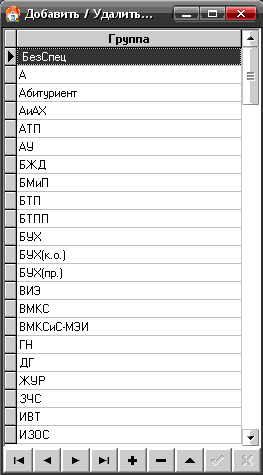 Добавить / Удалить...
Группа
БезСпец
А
Абитуриент
АиАХ
АТП
АУ
БЖД
БМиП
БТП
БТПП
БУХ
БУХ(к.о.)
БУХ(пр.)
ВИЭ
ВМКС
ВМКСиС-МЭИ
ГН
ДГ
ЖУР
ЗЧС
ИВТ
ИЗОС